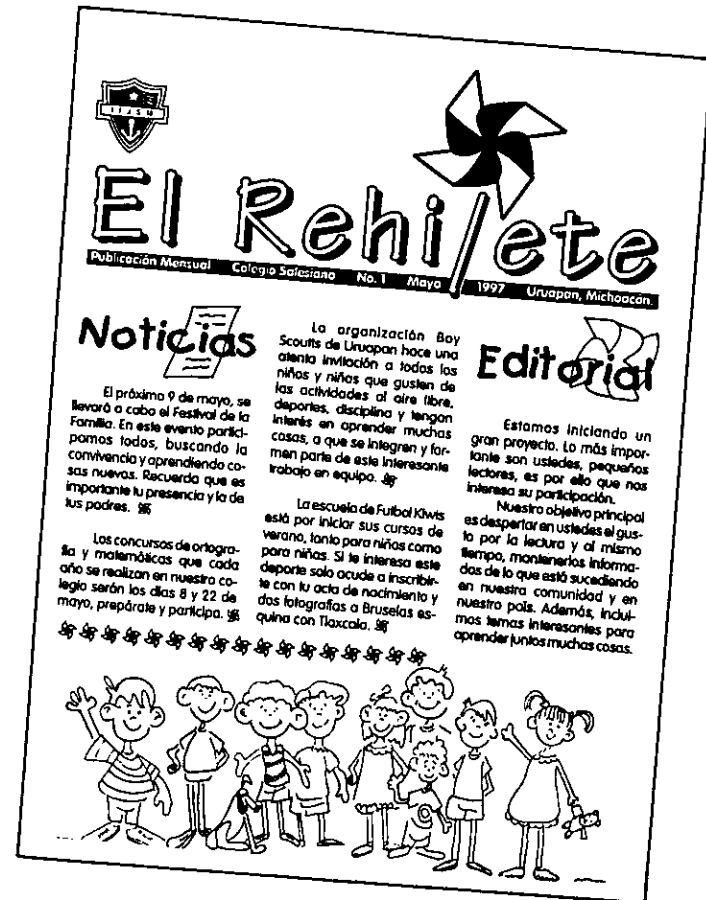 El Rehilete
Publicación Mensual Colegio Salesiano No. 1 Mayo 1997 Uruapan, Michoacán.
Noticias
El próximo 9 de mayo, se
llevará a cabo el Festival de la
Familia. En este evento partici-
pamos todos, buscando la
convivencia y aprendiendo co-
sas nuevas. Recuerda que es
importante tu presencia y la de
tus padres.
Los concursos de ortogra-
fía y matemáticas que cada
año se realizan en nuestro co-
legio serán los días 8 y 22 de
mayo, prepárate y participa.
La organización Boy
Scouts de Uruapan hace una
atenta invitación a todos los
niños y niñas que gusten de
las actividades al aire libre,
deportes, disciplina y tengan
interés en aprender muchas
cosas, a que se integren y for-
men parte de este interesante
trabajo en equipo.
La escuela de Futbol Kiwis
está por iniciar sus cursos de
verano, tanto para niños como
para niñas. Si te interesa este
deporte solo acude a inscribir-
te con tu acta de nacimiento y
dos fotografías a Bruselas es-
quina con Tlaxcala.
Editorial
Estamos iniciando un
gran proyecto. Lo más impor-
tante son ustedes, pequeños
lectores, es por ello que nos
interesa su participación.
Nuestro objetivo principal
es despertar en ustedes el gus-
to por la lectura y al mismo
tiempo, mantenerlos informa-
dos de lo que está sucediendo
en nuestra comunidad y en
nuestro país. Además, inclui-
mos temas interesantes para
aprender juntos muchas cosas.